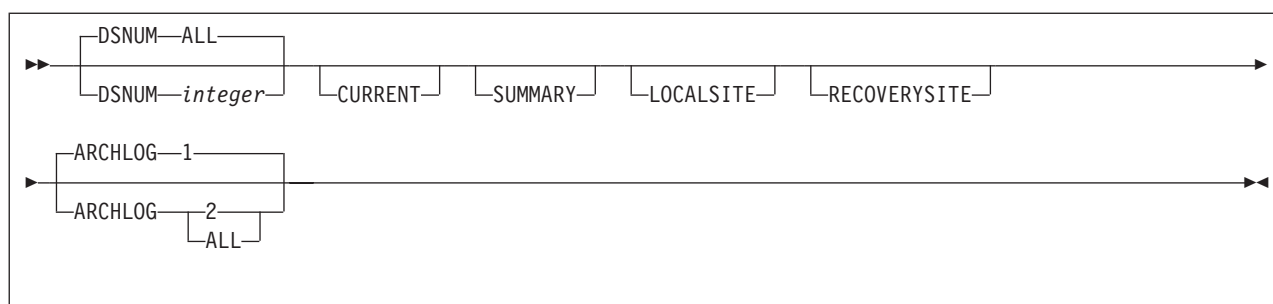 DSNUM ALL
DSNUM integer CURRENT SUMMARY LOCALSITE RECOVERYSITE
ARCHLOG 1
ARCHLOG 2
ALL